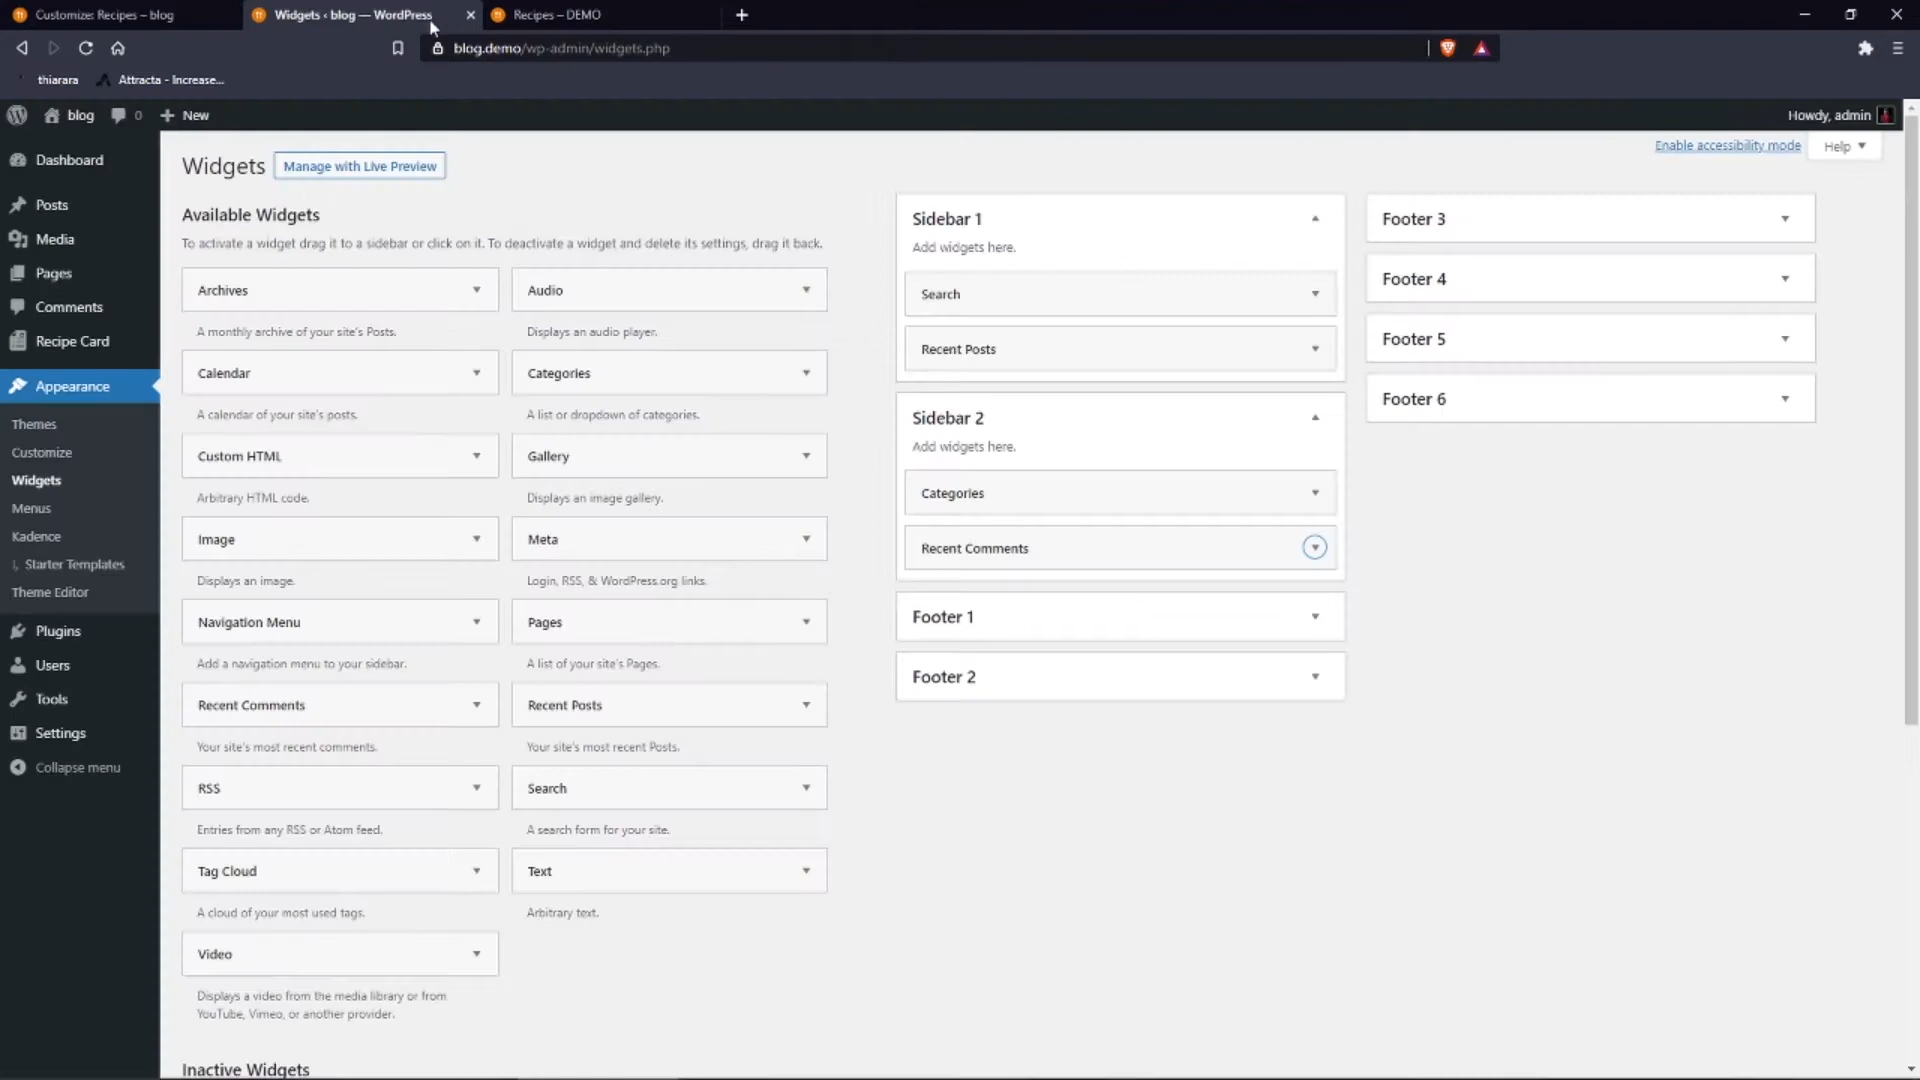 Customize: Recipes – blog
Widgets ‹ blog — WordPress
Recipes – DEMO
blog.demo/wp-admin/widgets.php
thiarara
Attracta - Increase...
blog
0
New
Howdy, admin
Dashboard
Posts
Media
Pages
Comments
Recipe Card
Appearance
Themes
Customize
Widgets
Menus
Kadence
Starter Templates
Theme Editor
Plugins
Users
Tools
Settings
Collapse menu
Widgets
Manage with Live Preview
Enable accessibility mode
Help
Available Widgets
To activate a widget drag it to a sidebar or click on it. To deactivate a widget and delete its settings, drag it back.
Archives
A monthly archive of your site's Posts.
Audio
Displays an audio player.
Calendar
A calendar of your site's posts.
Categories
A list or dropdown of categories.
Custom HTML
Arbitrary HTML code.
Gallery
Displays an image gallery.
Image
Displays an image.
Meta
Login, RSS, & WordPress.org links.
Navigation Menu
Add a navigation menu to your sidebar.
Pages
A list of your site's Pages.
Recent Comments
Your site's most recent comments.
Recent Posts
Your site's most recent Posts.
RSS
Entries from any RSS or Atom feed.
Search
A search form for your site.
Tag Cloud
A cloud of your most used tags.
Text
Arbitrary text.
Video
Displays a video from the media library or from
YouTube, Vimeo, or another provider.
Inactive Widgets
Sidebar 1
Add widgets here.
Search
Recent Posts
Sidebar 2
Add widgets here.
Categories
Recent Comments
Footer 1
Footer 2
Footer 3
Footer 4
Footer 5
Footer 6